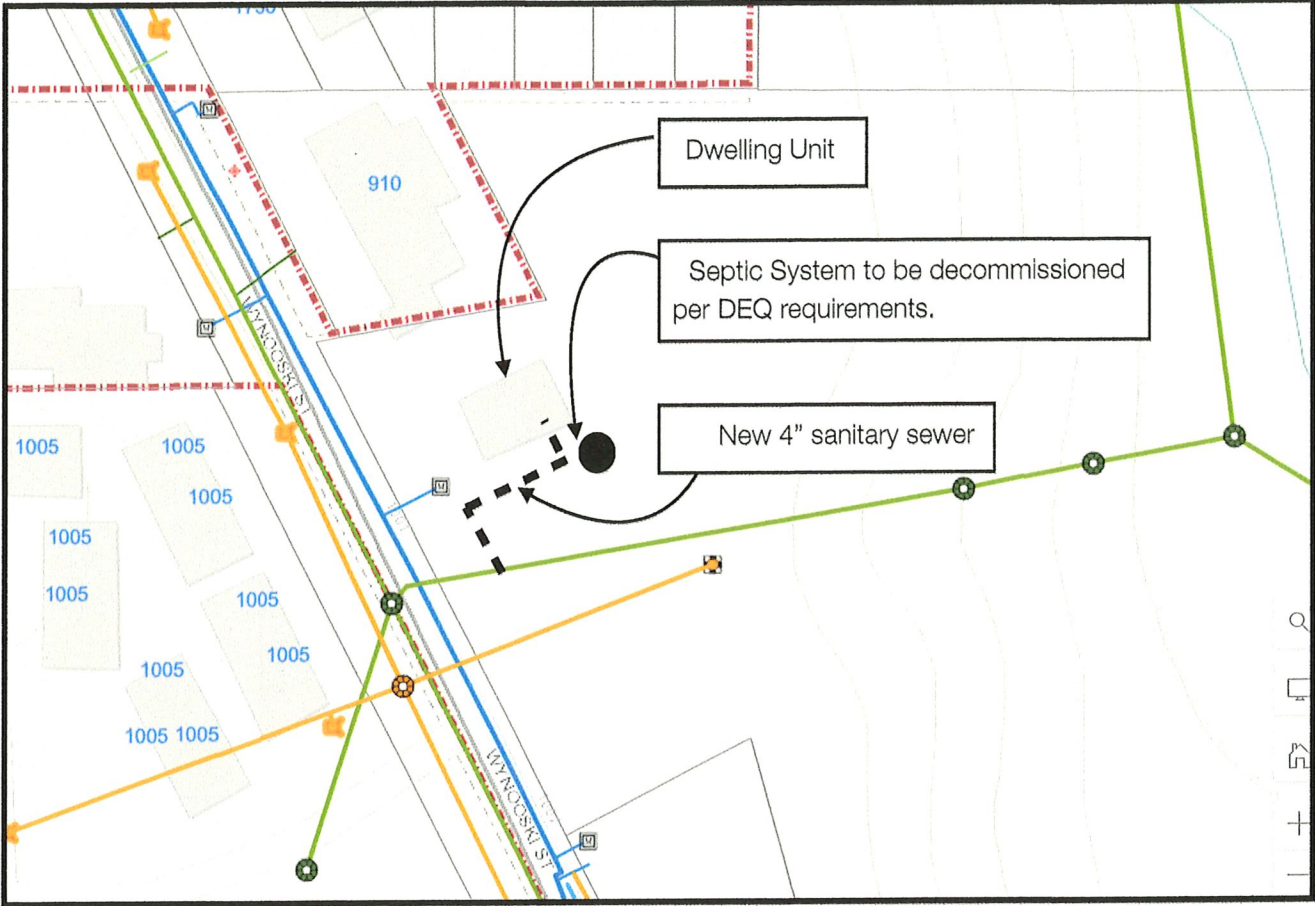 910
Dwelling Unit
Septic System to be decommissioned
per DEQ requirements.
New 4” sanitary sewer
WYNOOSKI ST
1005
1005
1005
1005
1005
1005
1005
1005
1005 1005
WYNOOSKI ST